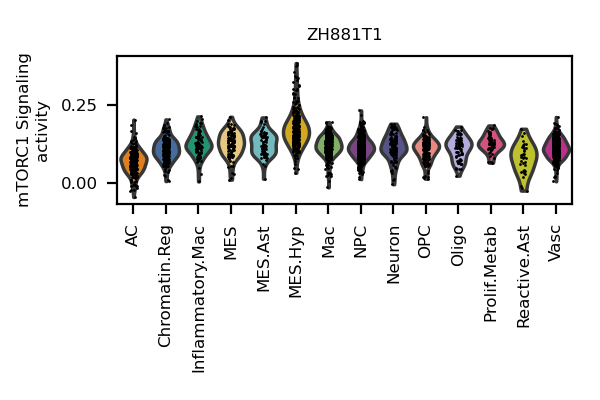 ZH881T1
mTORC1 Signaling
activity
0.25
0.00
AC
Chromatin.Reg
Inflammatory.Mac
MES
MES.Ast
MES.Hyp
Mac
NPC
Neuron
OPC
Oligo
Prolif.Metab
Reactive.Ast
Vasc